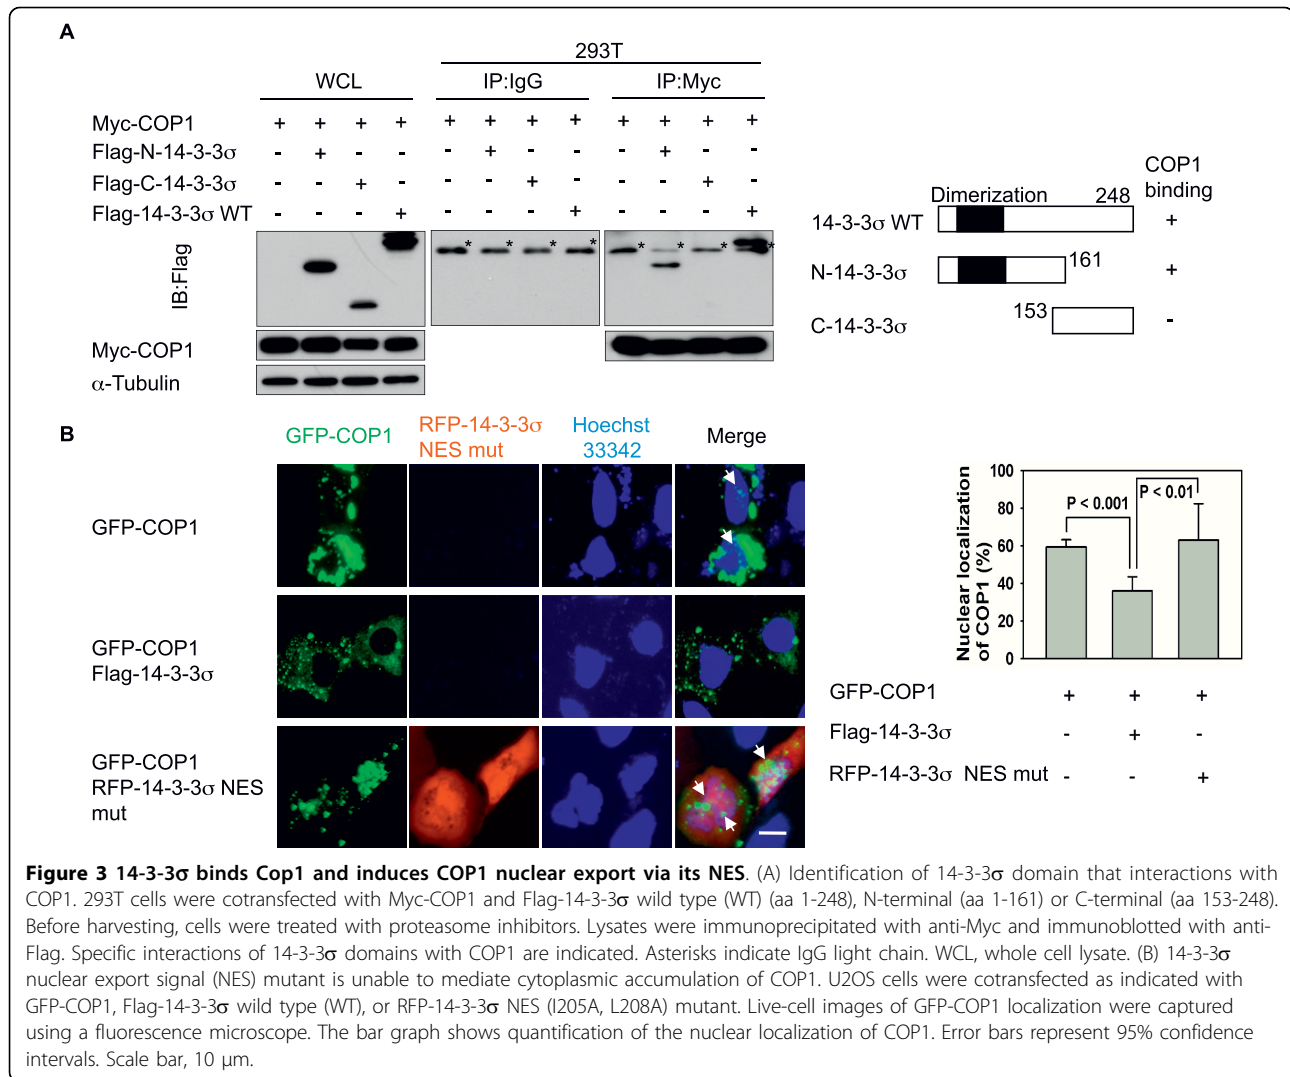 A
293T
WCL
IP:IgG
IP:Myc
Myc-COP1 + + + + + + + + + + + +
Flag-N-14-3-3σ - + - - - + - - - + - -
Flag-C-14-3-3σ - - + - - - + - - - + -
Flag-14-3-3σ WT - - - + - - - + - - - +
IB:Flag
* * * * * * * *
Myc-COP1
α-Tubulin
COP1
binding
Dimerization 248
14-3-3σ WT +
N-14-3-3σ 161 +
C-14-3-3σ 153 -
B
GFP-COP1
RFP-14-3-3σ
NES mut
Hoechst
33342
Merge
GFP-COP1
GFP-COP1
Flag-14-3-3σ
GFP-COP1
RFP-14-3-3σ NES
mut
Nuclear localization
of COP1 (%)
100
80
60
40
20
0
P < 0.001
P < 0.01
GFP-COP1 + + +
Flag-14-3-3σ - + -
RFP-14-3-3σ NES mut - - +
Figure 3 14-3-3σ binds Cop1 and induces COP1 nuclear export via its NES. (A) Identification of 14-3-3σ domain that interactions with
COP1. 293T cells were cotransfected with Myc-COP1 and Flag-14-3-3σ wild type (WT) (aa 1-248), N-terminal (aa 1-161) or C-terminal (aa 153-248).
Before harvesting, cells were treated with proteasome inhibitors. Lysates were immunoprecipitated with anti-Myc and immunoblotted with anti-
Flag. Specific interactions of 14-3-3σ domains with COP1 are indicated. Asterisks indicate IgG light chain. WCL, whole cell lysate. (B) 14-3-3σ
nuclear export signal (NES) mutant is unable to mediate cytoplasmic accumulation of COP1. U2OS cells were cotransfected as indicated with
GFP-COP1, Flag-14-3-3σ wild type (WT), or RFP-14-3-3σ NES (I205A, L208A) mutant. Live-cell images of GFP-COP1 localization were captured
using a fluorescence microscope. The bar graph shows quantification of the nuclear localization of COP1. Error bars represent 95% confidence
intervals. Scale bar, 10 μm.